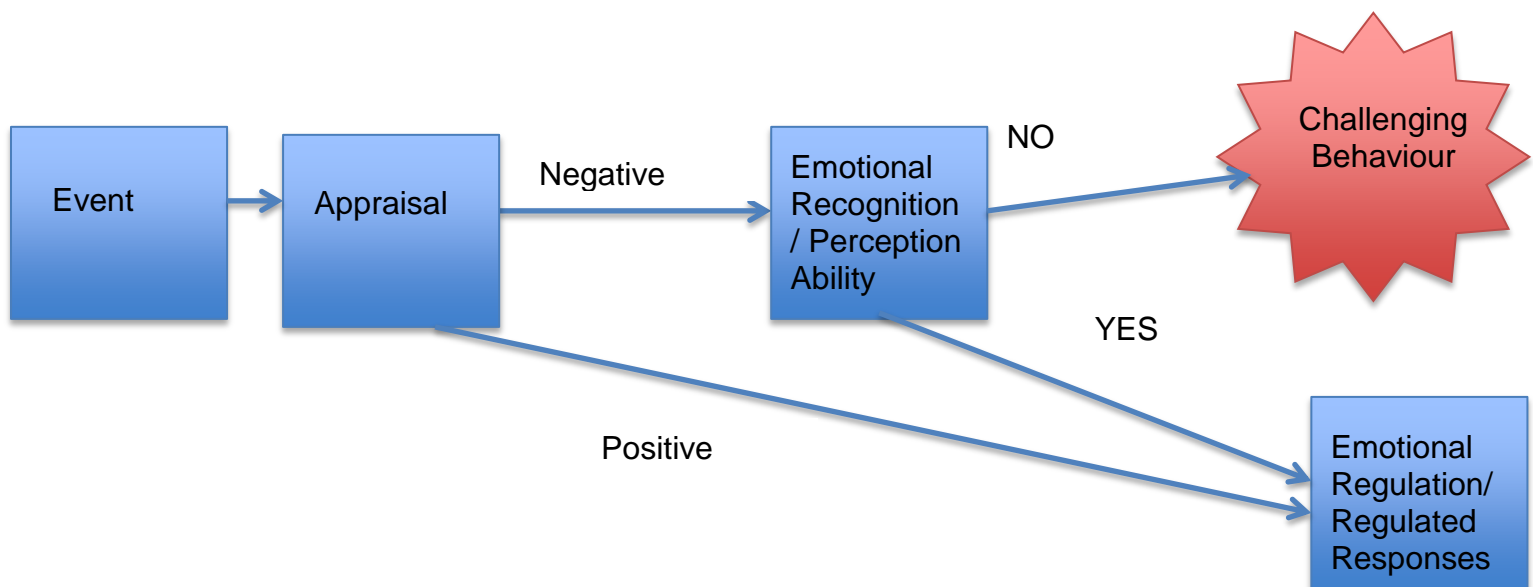 Event
Appraisal
Negative
Emotional
Recognition
/ Perception
Ability
NO
Challenging
Behaviour
YES
Positive
Emotional
Regulation/
Regulated
Responses